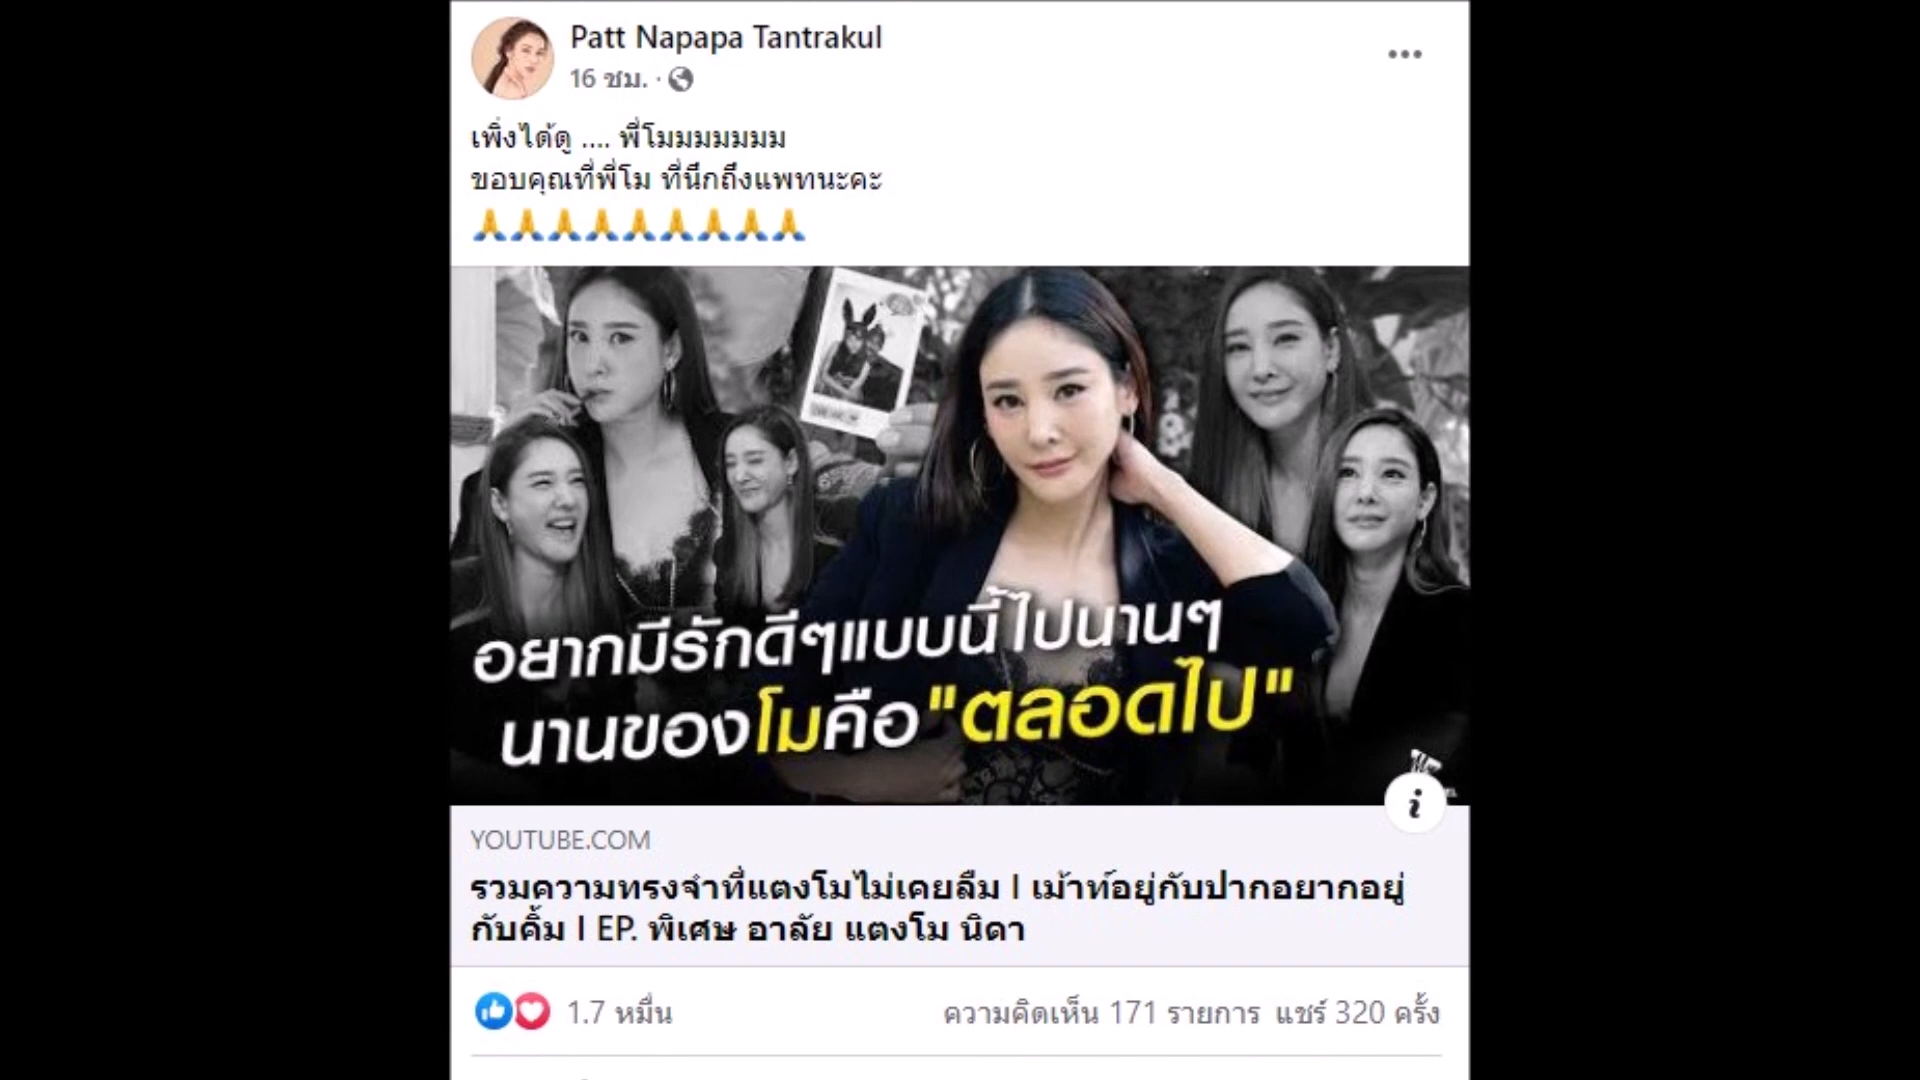 Patt Napapa Tantrakul
16 ชม. ·
เพิ่งได้ดู .... พี่โมมมมมมม
ขอบคุณที่พี่โม ที่นึกถึงแพทนะคะ
อยากมีรักดีๆแบบนี้ไปนานๆ
นานของโมคือ "ตลอดไป"
YOUTUBE.COM
รวมความทรงจำที่แตงโมไม่เคยลืม l เม้าท์อยู่กับปากอยากอยู่
กับคิ้ม l EP. พิเศษ อาลัย แตงโม นิดา
1.7 หมื่น
ความคิดเห็น 171 รายการ แชร์ 320 ครั้ง